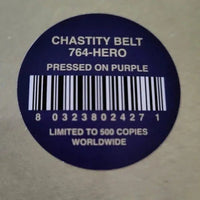 CHASTITY BELT
764-HERO
PRESSED ON PURPLE
8 03238 02427 1
LIMITED TO 500 COPIES
WORLDWIDE